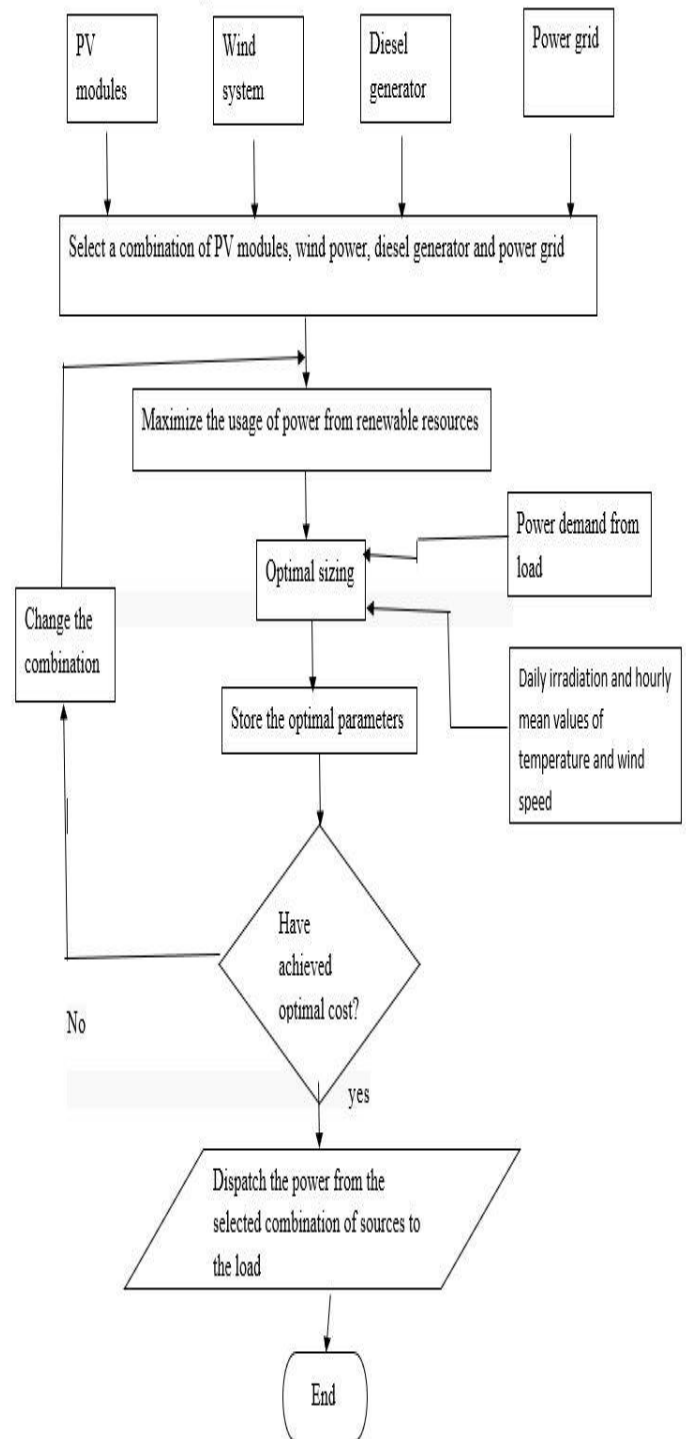 PV
modules
Wind
system
Diesel
generator
Power grid
Select a combination of PV modules, wind power, diesel generator and power grid
Maximize the usage of power from renewable resources
Optimal sizing
Power demand from
load
Change the
combination
Daily irradiation and hourly
mean values of
temperature and wind
speed
Store the optimal parameters
Have
achieved
optimal cost?
No
yes
Dispatch the power from the
selected combination of sources to
the load
End